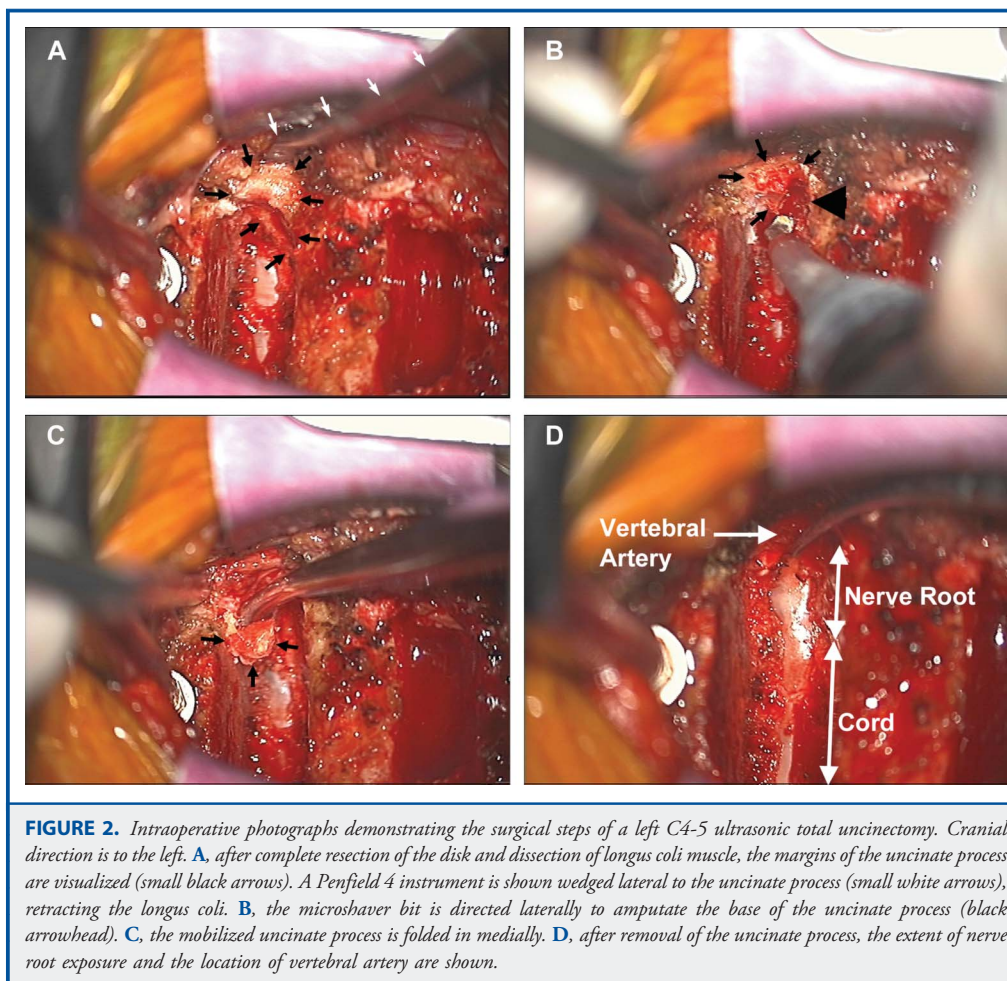 A
B
C
D
Vertebral
Artery
Nerve Root
Cord
FIGURE 2. Intraoperative photographs demonstrating the surgical steps of a left C4-5 ultrasonic total uncinectomy. Cranial
direction is to the left. A, after complete resection of the disk and dissection of longus coli muscle, the margins of the uncinate process
are visualized (small black arrows). A Penfield 4 instrument is shown wedged lateral to the uncinate process (small white arrows),
retracting the longus coli. B, the microshaver bit is directed laterally to amputate the base of the uncinate process (black
arrowhead). C, the mobilized uncinate process is folded in medially. D, after removal of the uncinate process, the extent of nerve
root exposure and the location of vertebral artery are shown.